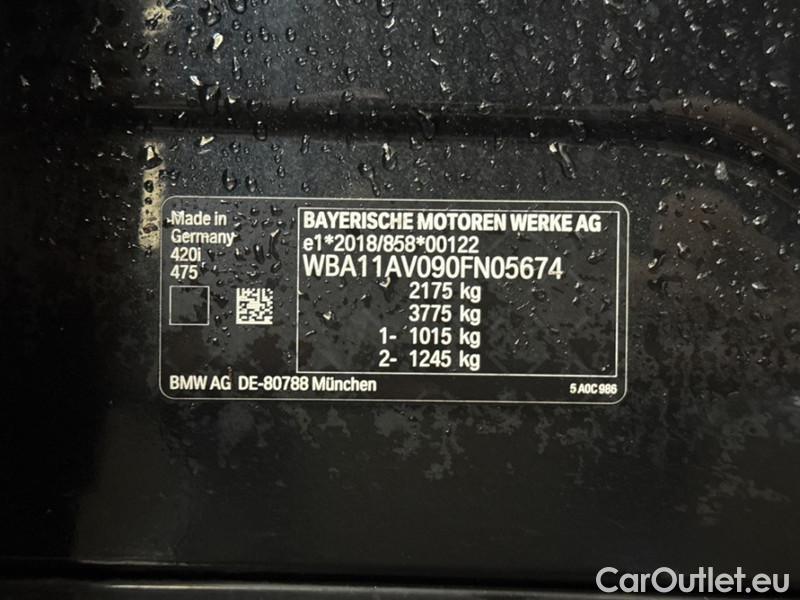 Made in
Germany
420i
475
BAYERISCHE MOTOREN WERKE AG
e1*2018/858*00122
WBA11AV090FN05674
2175 kg
3775 kg
1- 1015 kg
2- 1245 kg
BMW AG DE-80788 München
5 A0C 986
CarOutlet.eu